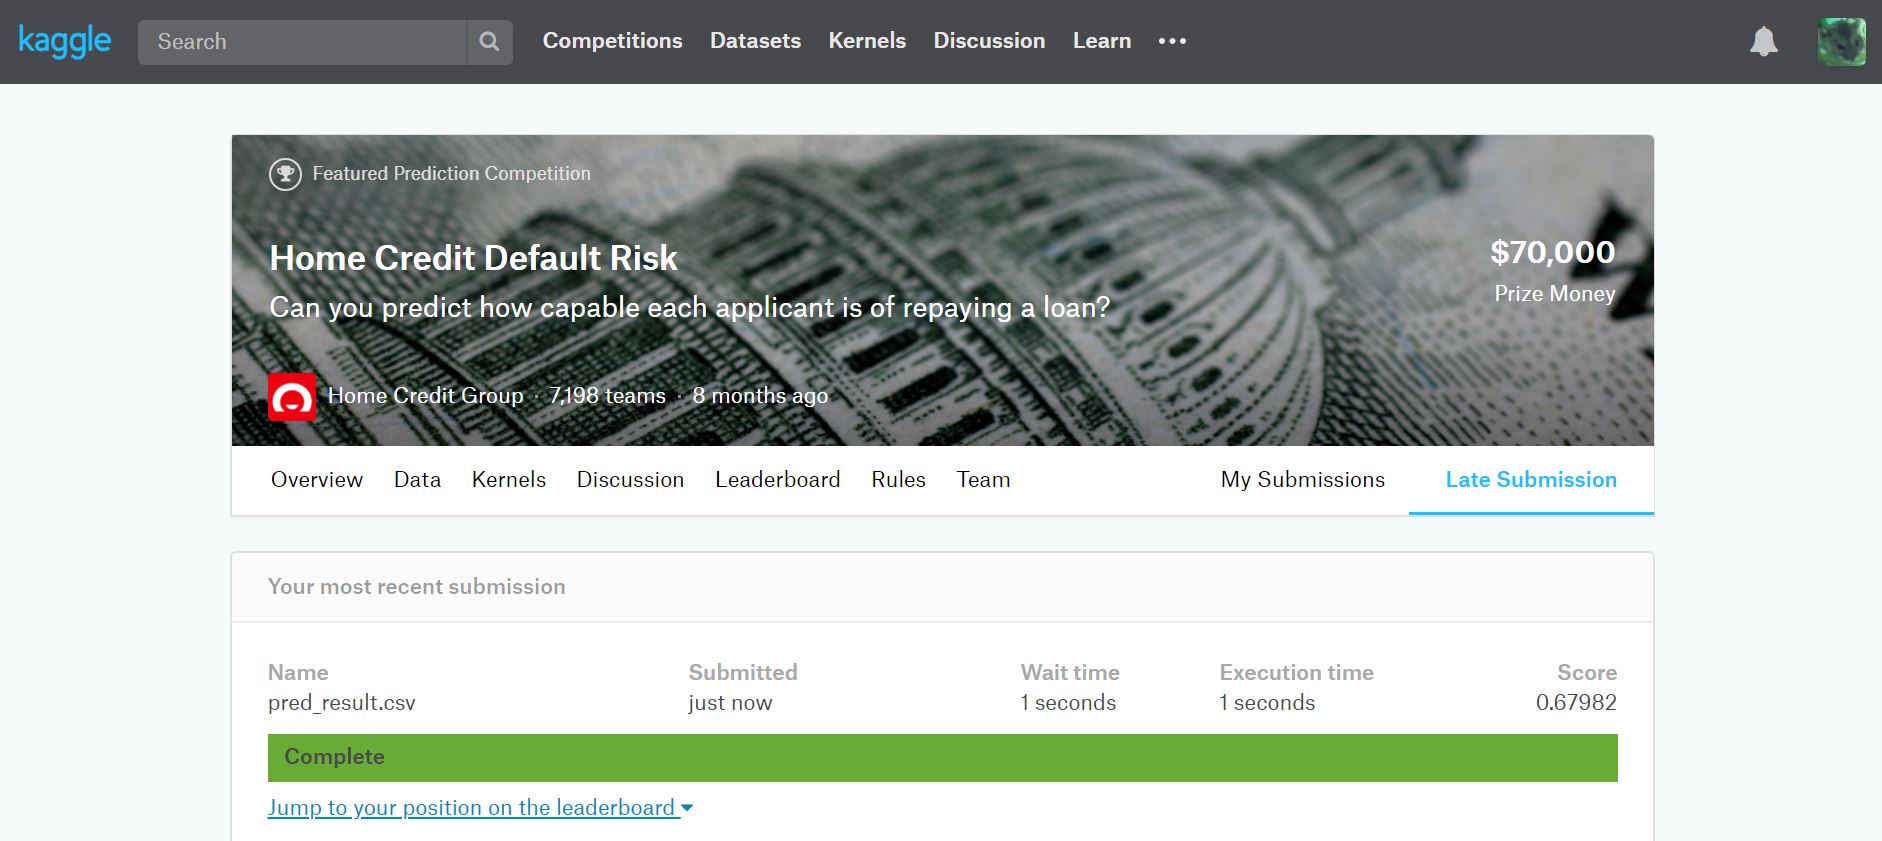 kaggle Search Competitions Datasets Kernels Discussion Learn •••
Featured Prediction Competition
Home Credit Default Risk
$70,000
Can you predict how capable each applicant is of repaying a loan?
Prize Money
Home Credit Group · 7,198 teams · 8 months ago
Overview Data Kernels Discussion Leaderboard Rules Team My Submissions Late Submission
Your most recent submission
Name Submitted Wait time Execution time Score
pred_result.csv just now 1 seconds 1 seconds 0.67982
Complete
Jump to your position on the leaderboard